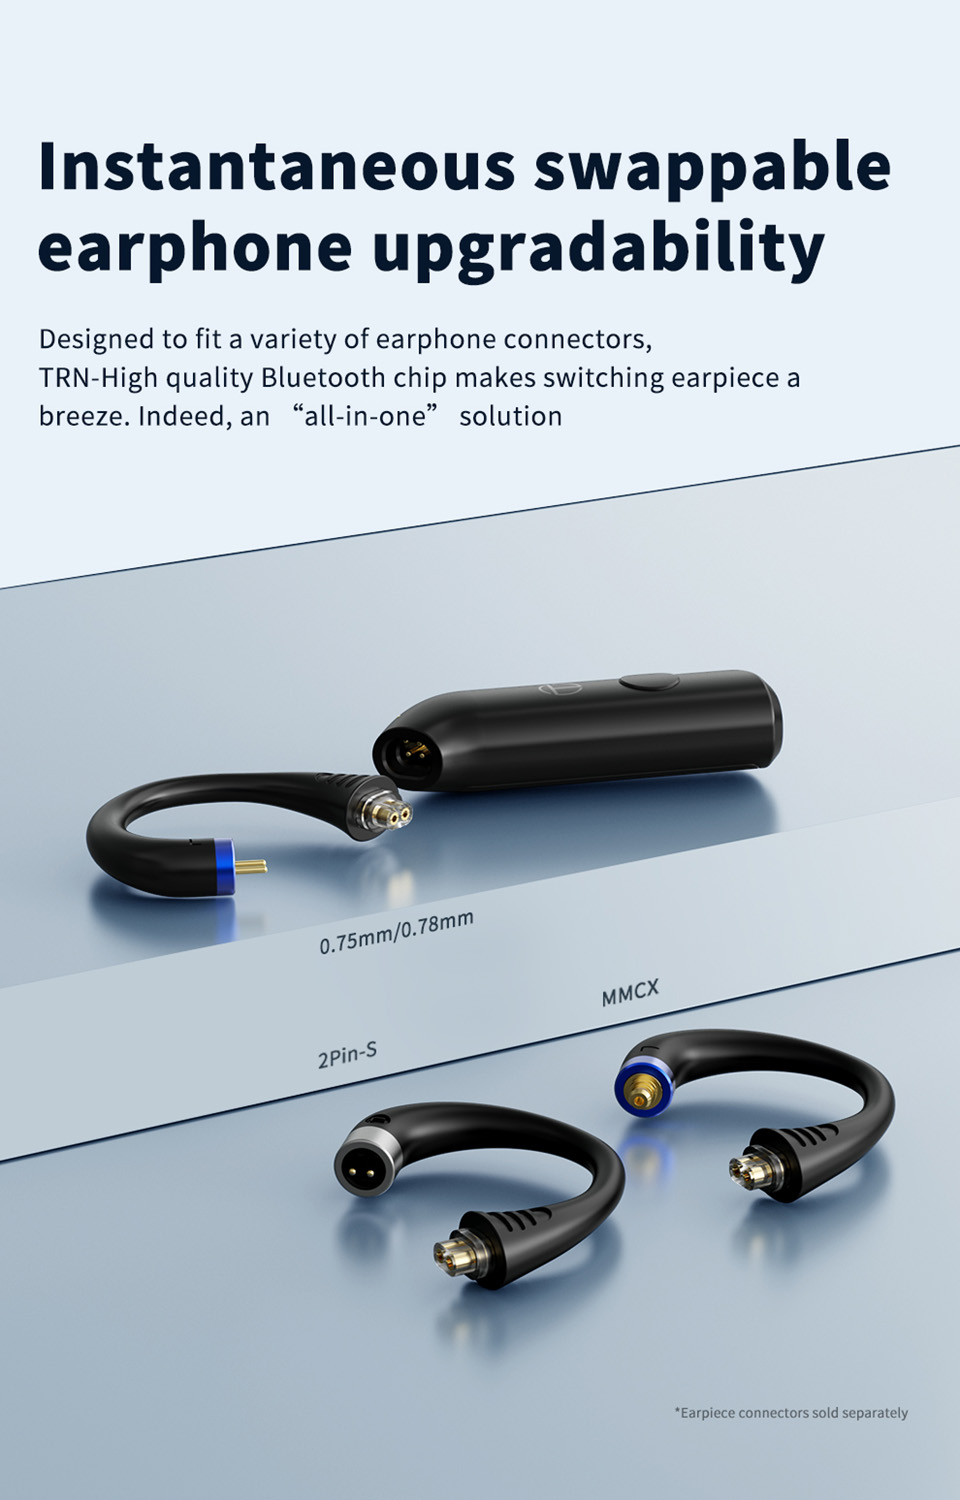 Instantaneous swappable
earphone upgradability
Designed to fit a variety of earphone connectors,
TRN-High quality Bluetooth chip makes switching earpiece a
breeze. Indeed, an “all-in-one” solution
0.75mm/0.78mm
MMCX
2Pin-S
*Earpiece connectors sold separately